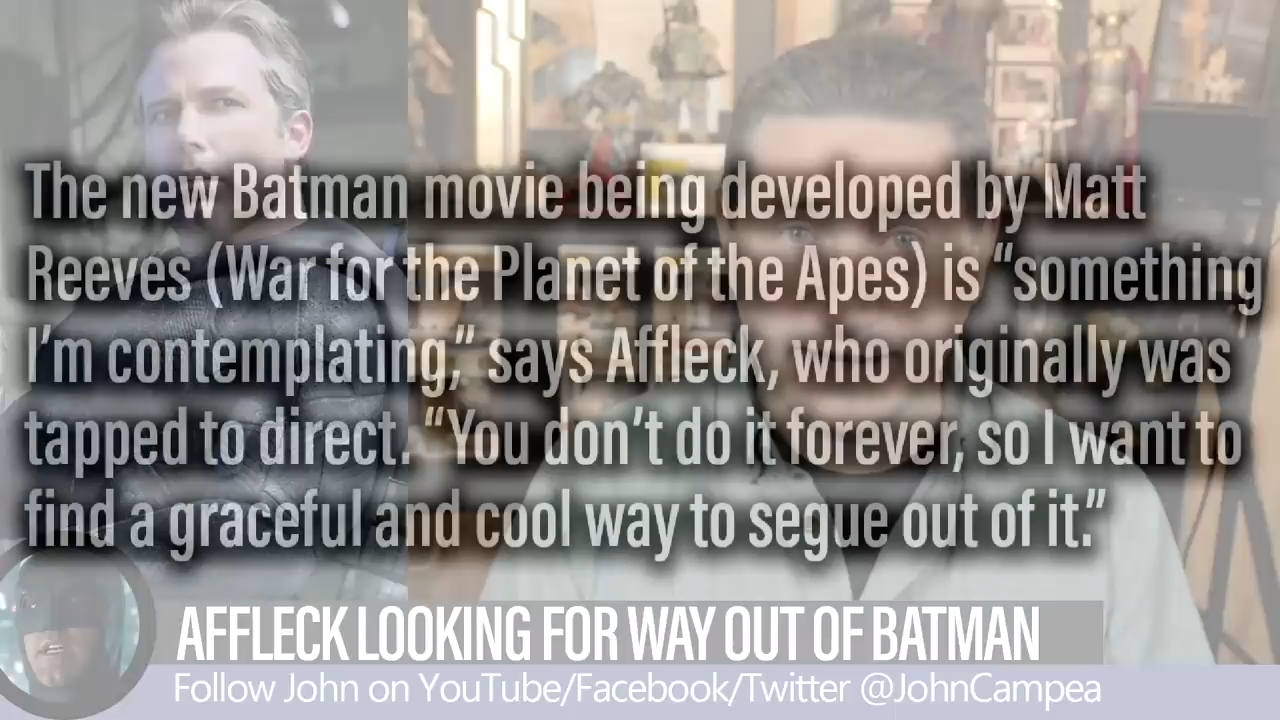 The new Batman movie being developed by Matt
Reeves (War for the Planet of the Apes) is “something
I’m contemplating,” says Affleck, who originally was
tapped to direct. “You don’t do it forever, so I want to
find a graceful and cool way to segue out of it.”
AFFLECK LOOKING FOR WAY OUT OF BATMAN
Follow John on YouTube/Facebook/Twitter @JohnCampea